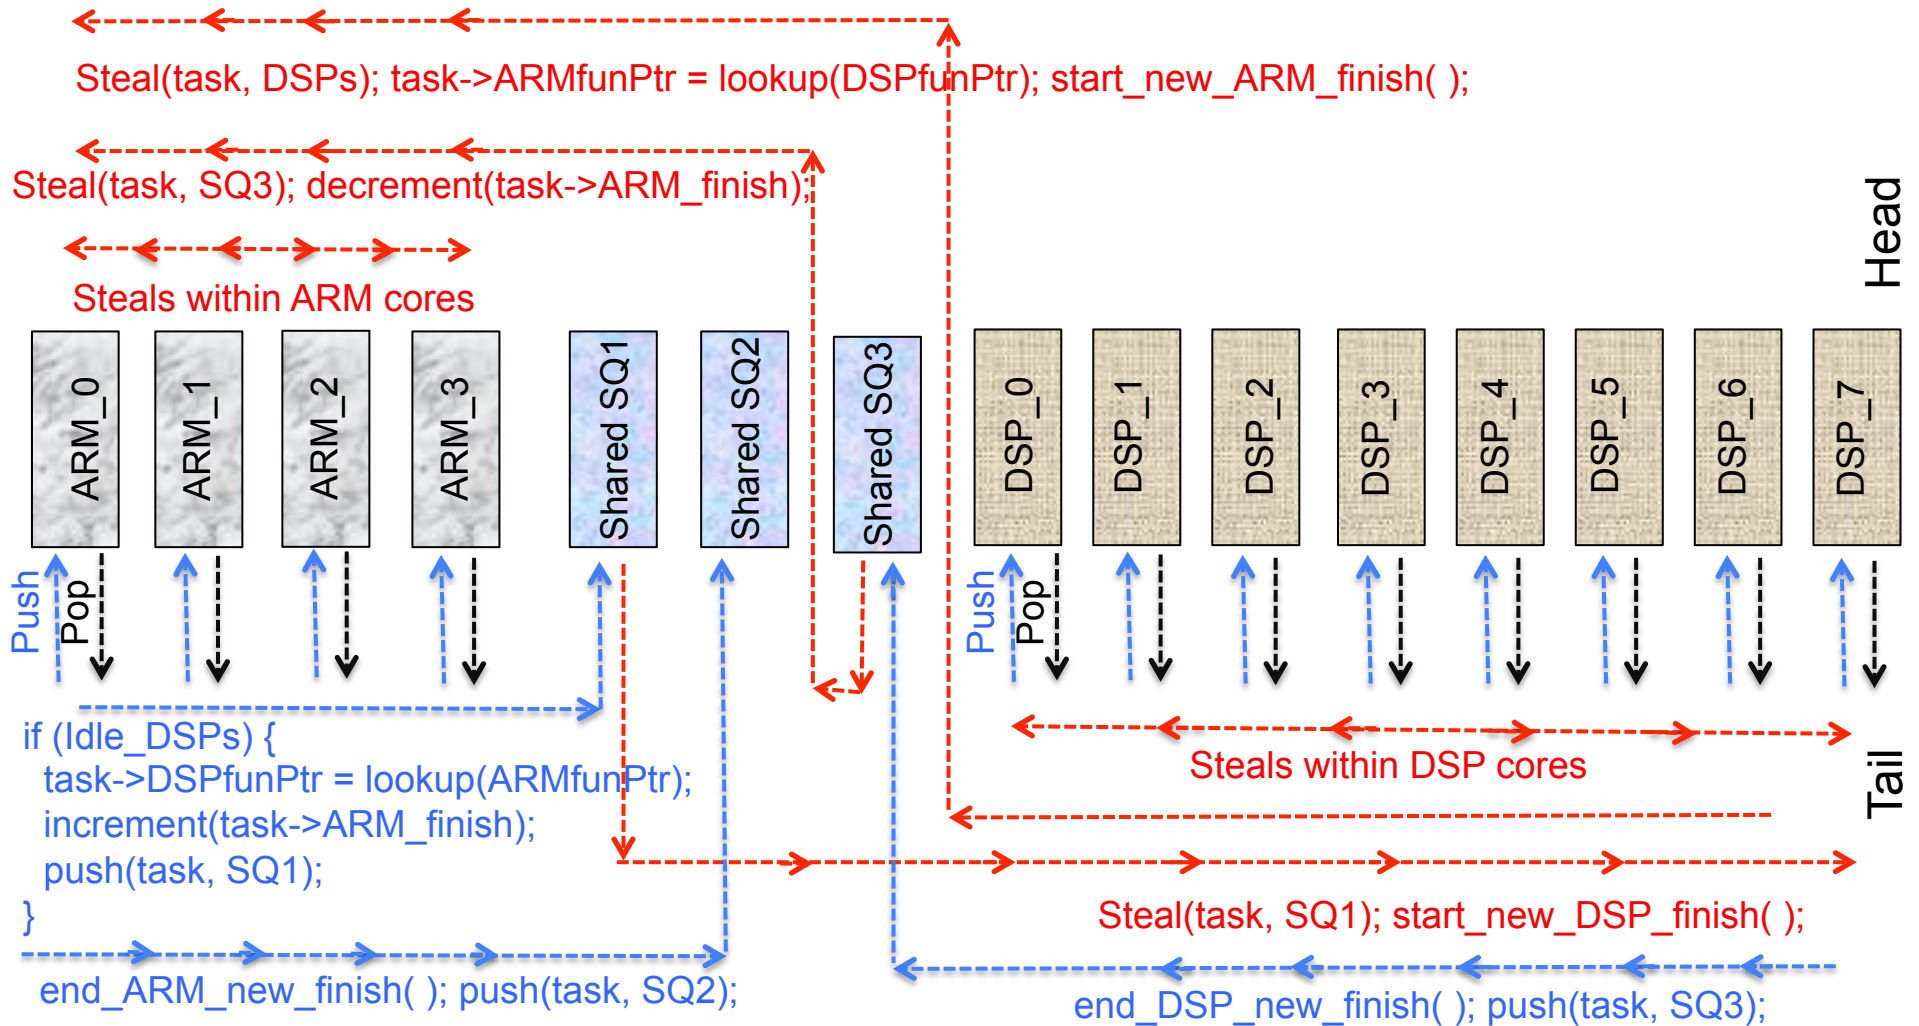 Steal(task, DSPs); task->ARMfunPtr = lookup(DSPfunPtr); start_new_ARM_finish( );
Steal(task, SQ3); decrement(task->ARM_finish);
Head
Steals within ARM cores
ARM_0
ARM_1
ARM_2
ARM_3
Shared SQ1
Shared SQ2
Shared SQ3
DSP_0
DSP_1
DSP_2
DSP_3
DSP_4
DSP_5
DSP_6
DSP_7
Push
Pop
Push
Pop
if (Idle_DSPs) {
task->DSPfunPtr = lookup(ARMfunPtr);
increment(task->ARM_finish);
push(task, SQ1);
}
Steals within DSP cores
Tail
Steal(task, SQ1); start_new_DSP_finish( );
end_ARM_new_finish( ); push(task, SQ2);
end_DSP_new_finish( ); push(task, SQ3);